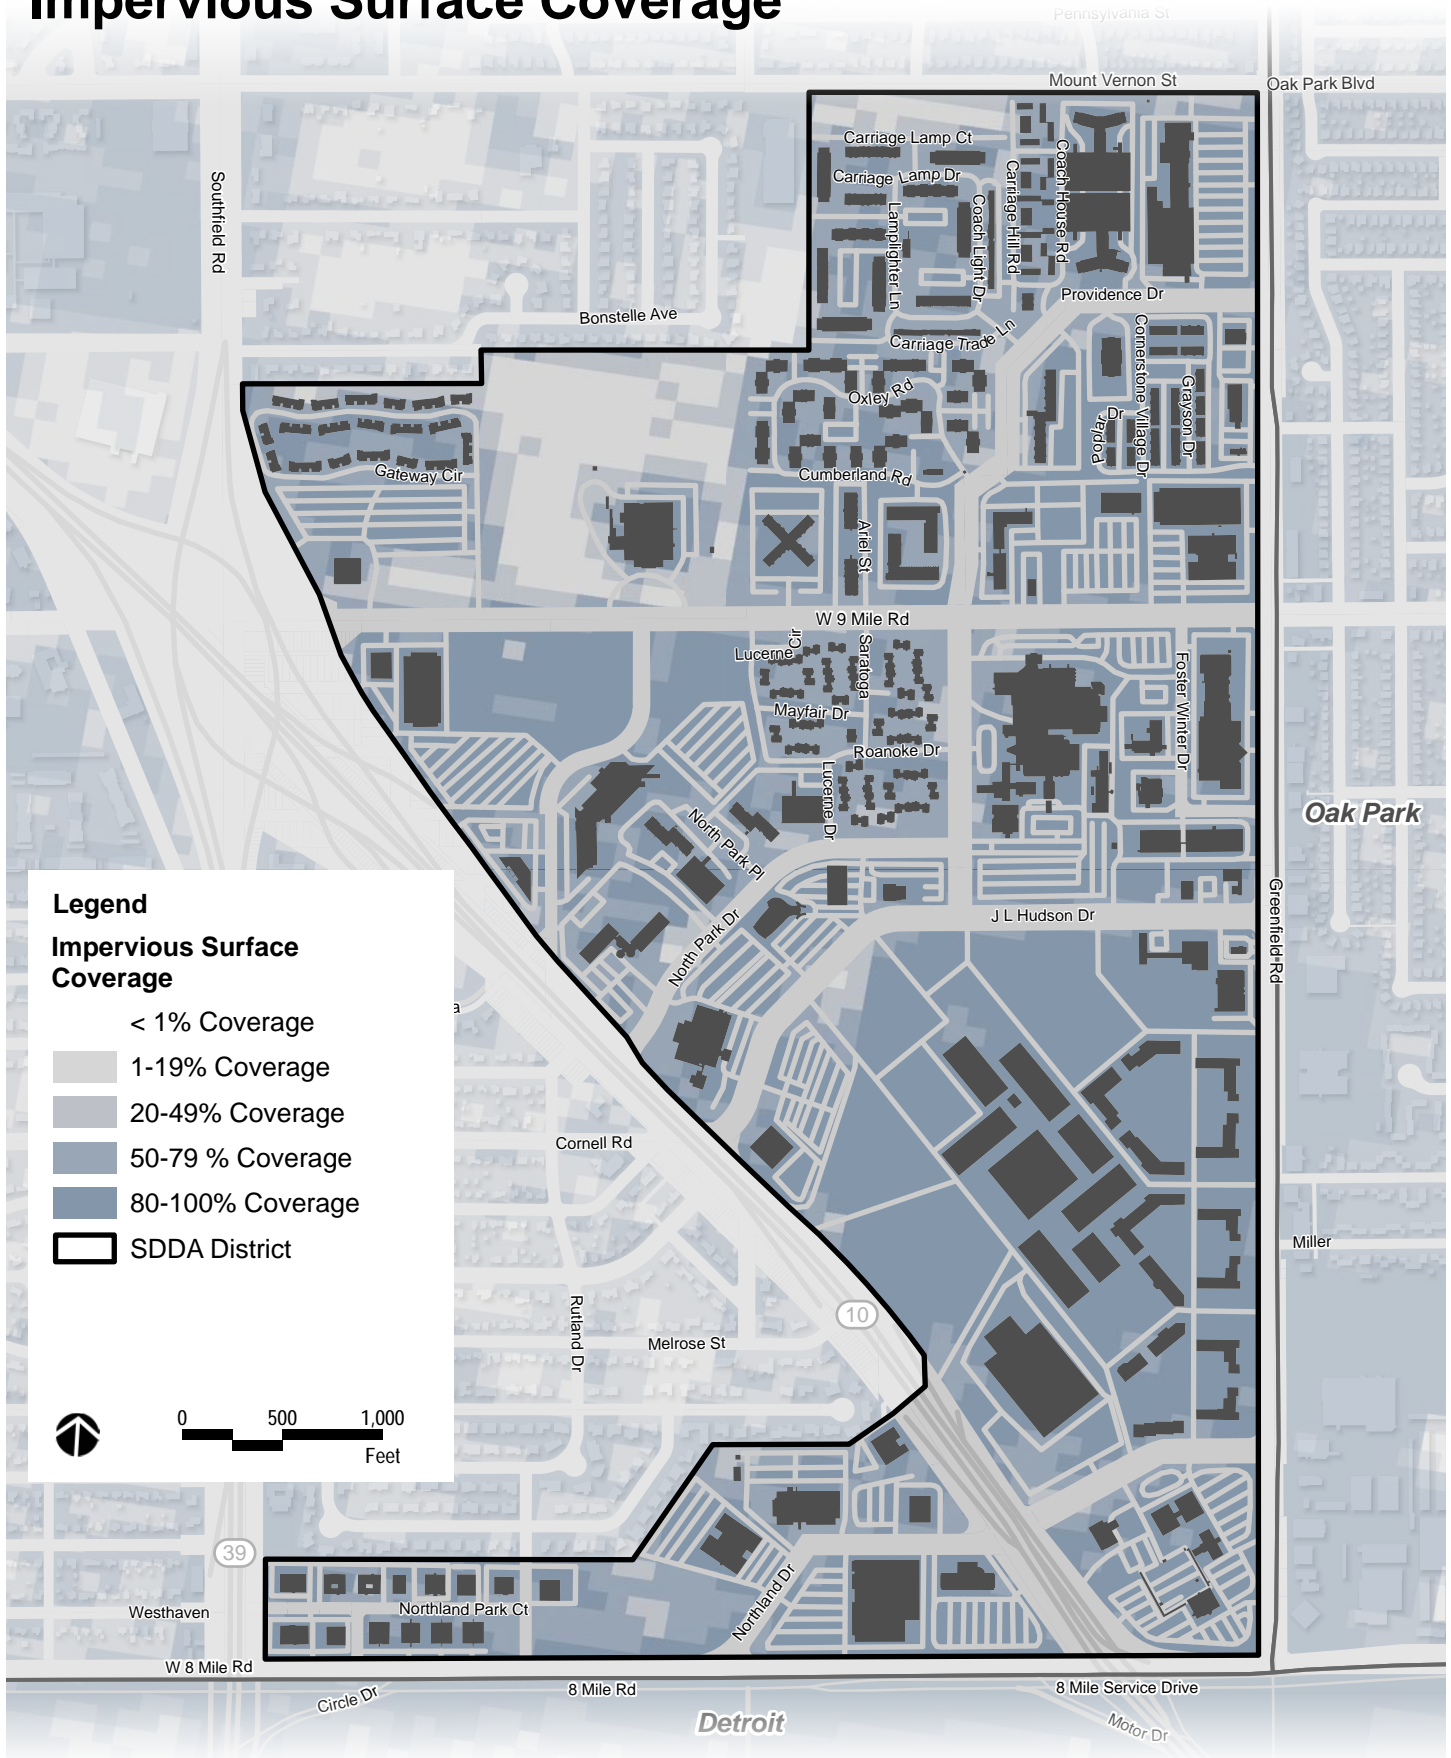 Impervious Surface Coverage
Pennsylvania St
Mount Vernon St
Oak Park Blvd
Southfield Rd
Carriage Lamp Ct
Carriage Lamp Dr
Lamplighter Ln
Coach Light Dr
Carriage Hill Rd
Coach House Rd
Providence Dr
Bonstelle Ave
Carriage Trade Ln
Cornerstone Village Dr
Grayson Dr
Poplar Dr
Oxley Rd
Gateway Cir
Cumberland Rd
Ariel St
W 9 Mile Rd
Lucerne Cir
Saratoga
Mayfair Dr
Roanoke Dr
Lucerne Dr
Foster Winter Dr
North Park Pl
Oak Park
North Park Dr
J L Hudson Dr
Greenfield Rd
Legend
Impervious Surface
Coverage
< 1% Coverage
1-19% Coverage
20-49% Coverage
50-79 % Coverage
80-100% Coverage
SDDA District
0 500 1,000
Feet
a
Cornell Rd
Rutland Dr
Melrose St
10
Miller
39
Westhaven
Northland Park Ct
Northland Dr
W 8 Mile Rd
Circle Dr
8 Mile Rd
8 Mile Service Drive
Detroit
Motor Dr